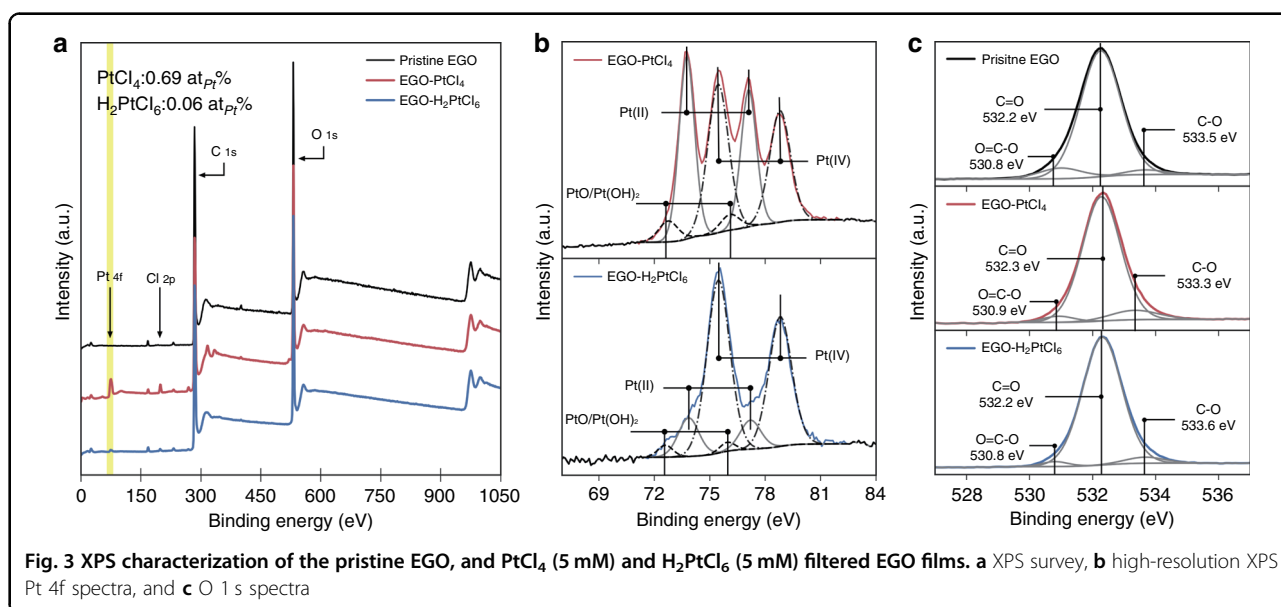 a
PtCl4:0.69 atPt%
H2PtCl6:0.06 atPt%
Pristine EGO
EGO-PtCl4
EGO-H2PtCl6
O 1s
C 1s
Pt 4f
Cl 2p
Intensity (a.u.)
0 150 300 450 600 750 900 1050
Binding energy (eV)
b
EGO-PtCl4
Pt(II)
Pt(IV)
PtO/Pt(OH)2
EGO-H2PtCl6
Pt(IV)
Pt(II)
PtO/Pt(OH)2
Intensity (a.u.)
69 72 75 78 81 84
Binding energy (eV)
c
Prisitne EGO
C=O
532.2 eV
C-O
533.5 eV
O=C-O
530.8 eV
EGO-PtCl4
C=O
532.3 eV
C-O
533.3 eV
O=C-O
530.9 eV
EGO-H2PtCl6
C=O
532.2 eV
C-O
533.6 eV
O=C-O
530.8 eV
Intensity (a.u.)
528 530 532 534 536
Binding energy (eV)
Fig. 3 XPS characterization of the pristine EGO, and PtCl4 (5 mM) and H2PtCl6 (5 mM) filtered EGO films. a XPS survey, b high-resolution XPS
Pt 4f spectra, and c O 1 s spectra